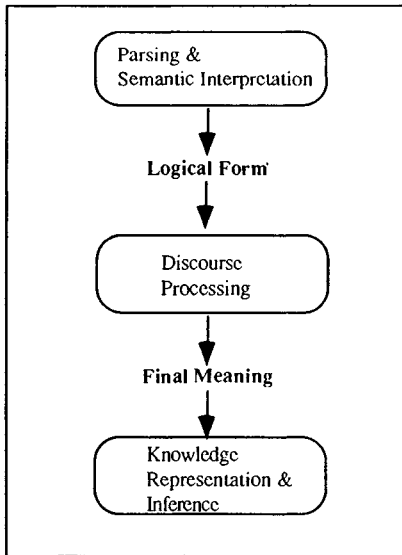 Parsing &
Semantic Interpretation
Logical Form
Discourse
Processing
Final Meaning
Knowledge
Representation &
Inference